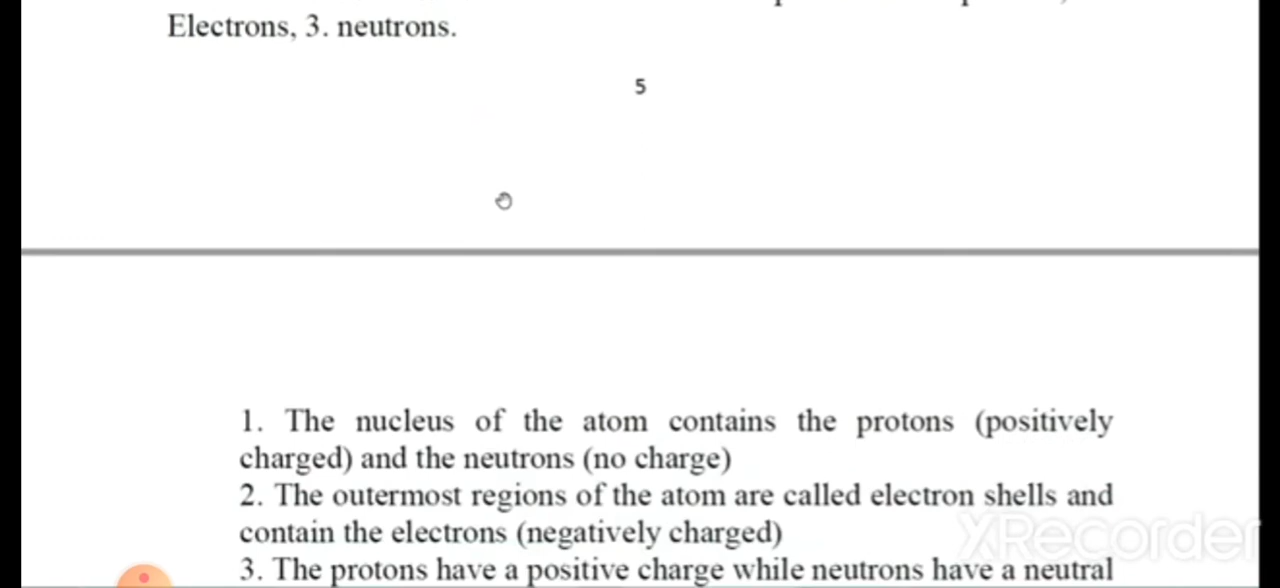 Electrons, 3. neutrons.
5
1. The nucleus of the atom contains the protons (positively
charged) and the neutrons (no charge)
2. The outermost regions of the atom are called electron shells and
contain the electrons (negatively charged)
XRecorder
3. The protons have a positive charge while neutrons have a neutral